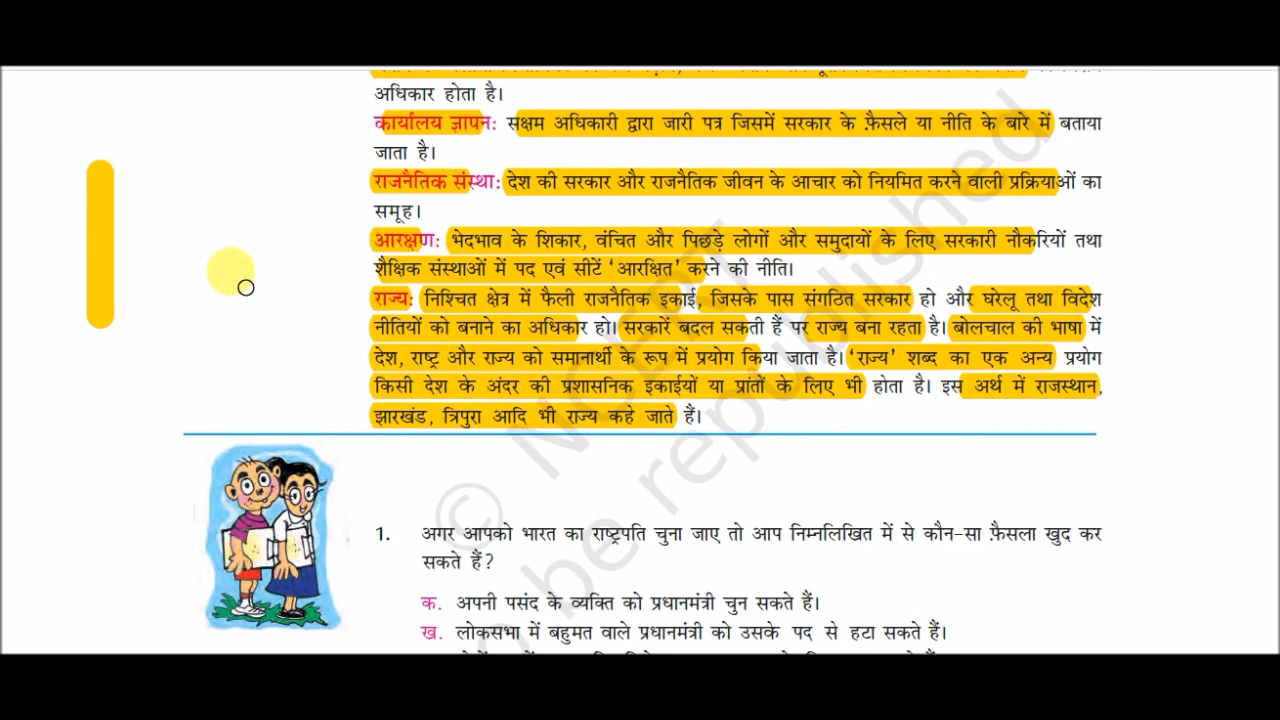 अधिकार होता है।
कार्यालय ज्ञापन: सक्षम अधिकारी द्वारा जारी पत्र जिसमें सरकार के फ़ैसले या नीति के बारे में बताया
जाता है।
राजनैतिक संस्था: देश की सरकार और राजनैतिक जीवन के आचार को नियमित करने वाली प्रक्रियाओं का
समूह।
आरक्षण: भेदभाव के शिकार, वंचित और पिछड़े लोगों और समुदायों के लिए सरकारी नौकरियों तथा
शैक्षिक संस्थाओं में पद एवं सीटें ‘आरक्षित’ करने की नीति।
राज्य: निश्चित क्षेत्र में फैली राजनैतिक इकाई, जिसके पास संगठित सरकार हो और घरेलू तथा विदेश
नीतियों को बनाने का अधिकार हो। सरकारें बदल सकती हैं पर राज्य बना रहता है। बोलचाल की भाषा में
देश, राष्ट्र और राज्य को समानार्थी के रूप में प्रयोग किया जाता है। ‘राज्य’ शब्द का एक अन्य प्रयोग
किसी देश के अंदर की प्रशासनिक इकाईयों या प्रांतों के लिए भी होता है। इस अर्थ में राजस्थान,
झारखंड, त्रिपुरा आदि भी राज्य कहे जाते हैं।
1. अगर आपको भारत का राष्ट्रपति चुना जाए तो आप निम्नलिखित में से कौन-सा फ़ैसला खुद कर
सकते हैं?
क. अपनी पसंद के व्यक्ति को प्रधानमंत्री चुन सकते हैं।
ख. लोकसभा में बहुमत वाले प्रधानमंत्री को उसके पद से हटा सकते हैं।
© NCERT
be republished